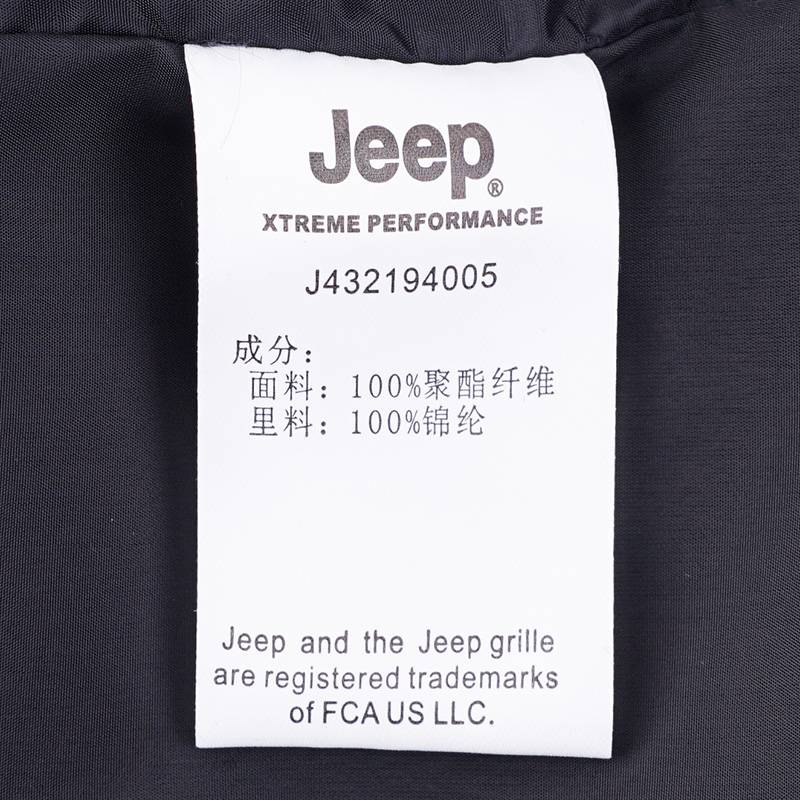 Jeep®
XTREME PERFORMANCE
J432194005
成分：
面料：100%聚酯纤维
里料：100%锦纶
Jeep and the Jeep grille
are registered trademarks
of FCA US LLC.